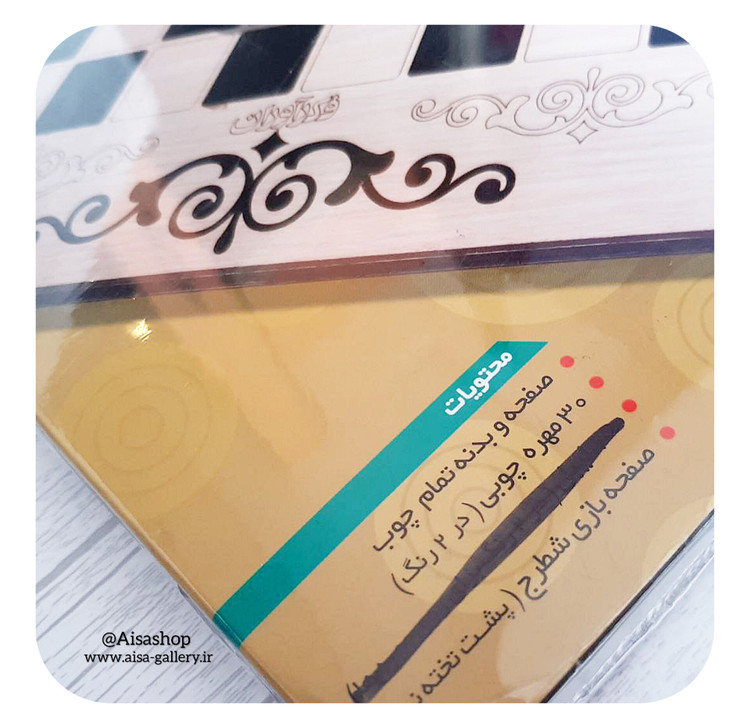 محتویات
صفحه و بدنه تمام چوب
۳۰ مهره چوبی (در ۲ رنگ)
صفحه بازی شطرنج (پشت تخته
@Aisashop
www.aisa-gallery.ir